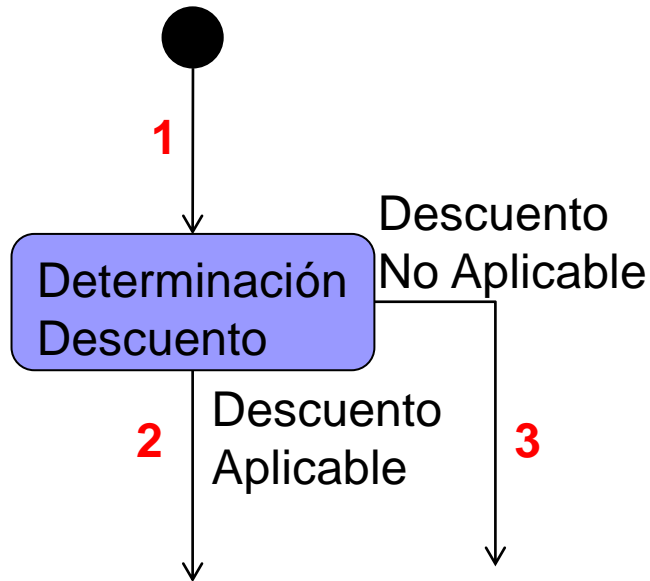 1
Descuento
No Aplicable
Determinación
Descuento
2
Descuento
Aplicable
3